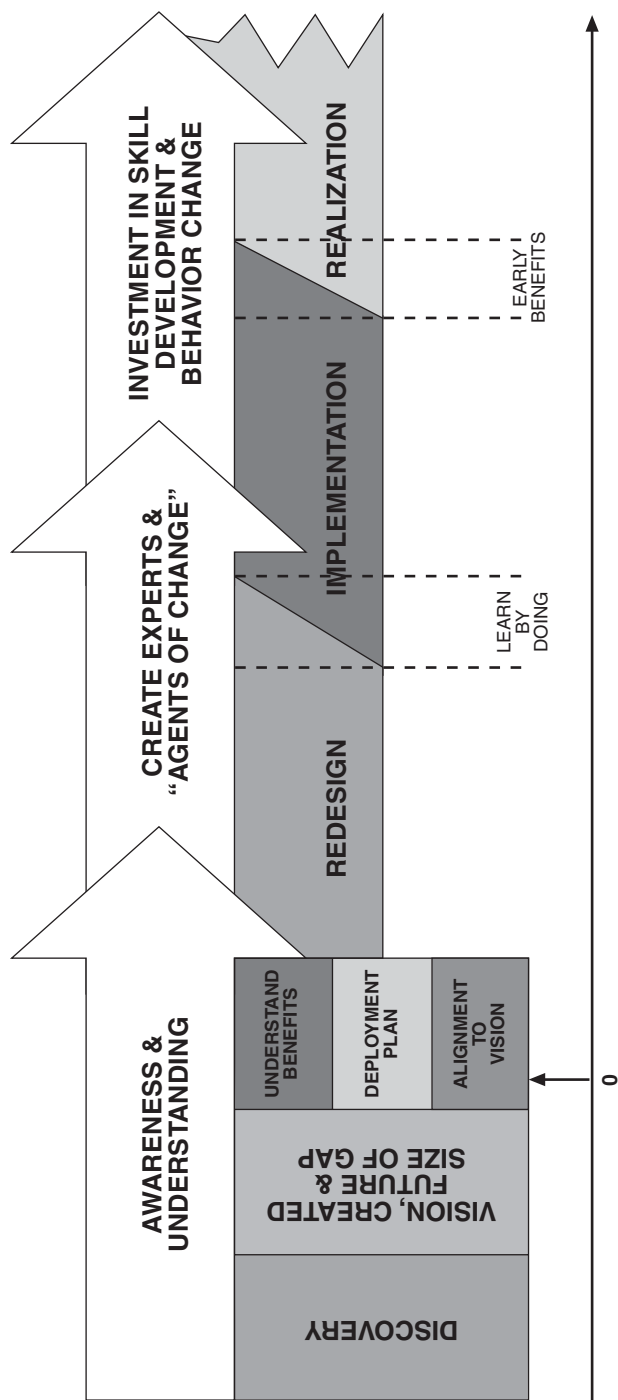 AWARENESS &
UNDERSTANDING
CREATE EXPERTS &
“AGENTS OF CHANGE”
INVESTMENT IN SKILL
DEVELOPMENT &
BEHAVIOR CHANGE
DISCOVERY
VISION, CREATED
FUTURE &
SIZE OF GAP
UNDERSTAND
BENEFITS
DEPLOYMENT
PLAN
ALIGNMENT
TO
VISION
REDESIGN
IMPLEMENTATION
REALIZATION
LEARN
BY
DOING
EARLY
BENEFITS
0